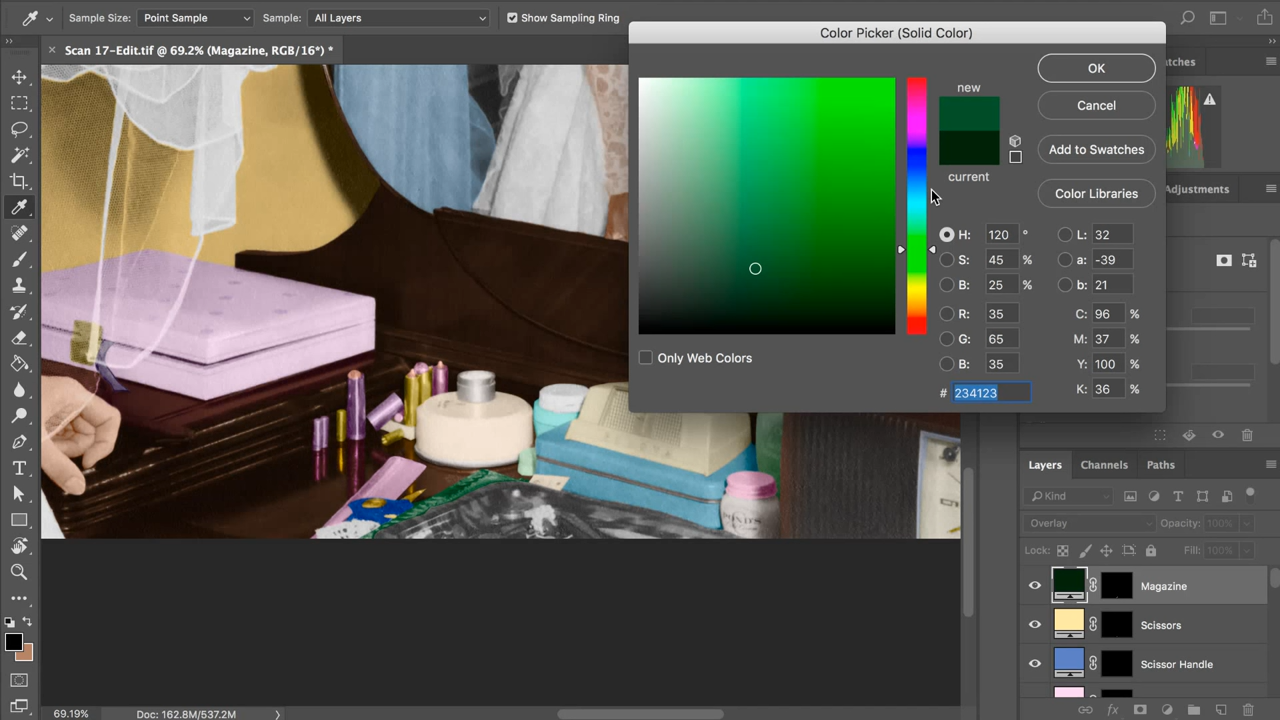 Sample Size: Point Sample Sample: All Layers Show Sampling Ring
Scan 17-Edit.tif @ 69.2% (Magazine, RGB/16*) *
Color Picker (Solid Color)
new
current
OK
Cancel
Add to Swatches
Color Libraries
H: 120 °
S: 45 %
B: 25 %
R: 35
G: 65
B: 35
# 234123
L: 32
a: -39
b: 21
C: 96 %
M: 37 %
Y: 100 %
K: 36 %
Only Web Colors
Adjustments
Layers Channels Paths
Kind
Overlay Opacity: 100%
Lock: Fill: 100%
Magazine
Scissors
Scissor Handle
fx
69.19% Doc: 162.8M/537.2M